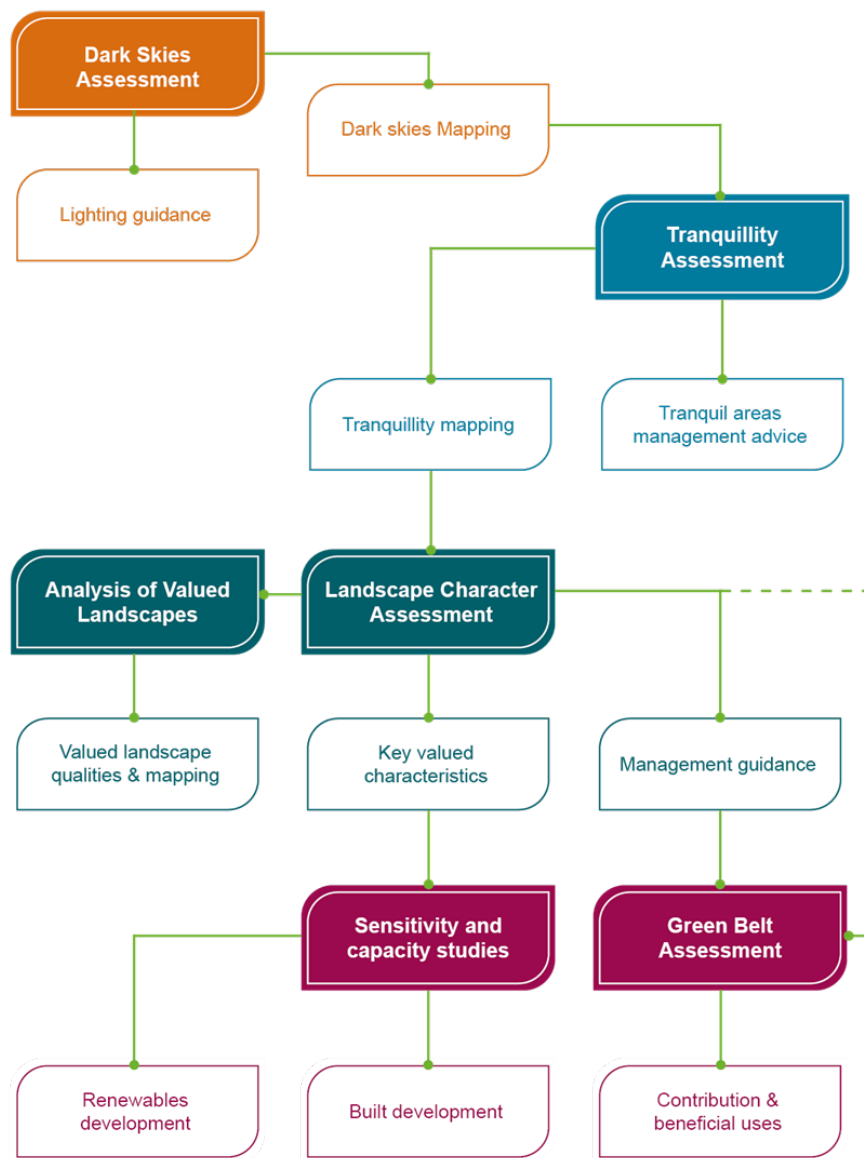 Dark Skies
Assessment
Dark skies Mapping
Lighting guidance
Tranquillity
Assessment
Tranquillity mapping
Tranquil areas
management advice
Analysis of Valued
Landscapes
Landscape Character
Assessment
Valued landscape
qualities & mapping
Key valued
characteristics
Management guidance
Sensitivity and
capacity studies
Green Belt
Assessment
Renewables
development
Built development
Contribution &
beneficial uses